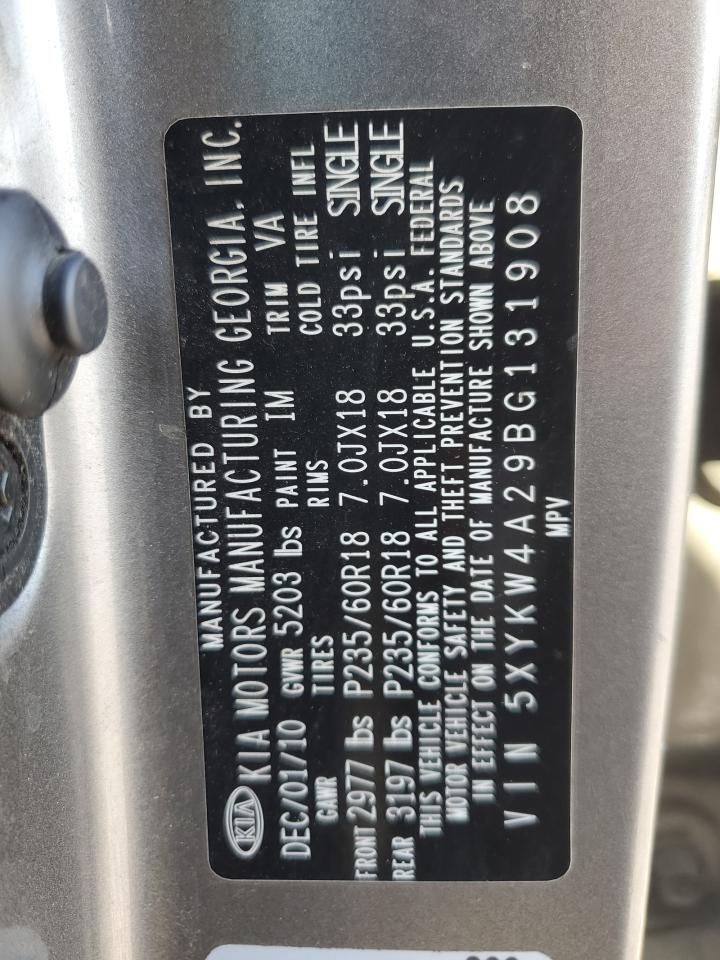 MANUFACTURED BY
KIA KIA MOTORS MANUFACTURING GEORGIA, INC.
DEC/01/10 GVWR 5203 lbs PAINT IM TRIM VA
GAWR TIRES RIMS COLD TIRE INFL
FRONT 2977 lbs P235/60R18 7.0JX18 33psi SINGLE
REAR 3197 lbs P235/60R18 7.0JX18 33psi SINGLE
THIS VEHICLE CONFORMS TO ALL APPLICABLE U.S.A. FEDERAL
MOTOR VEHICLE SAFETY AND THEFT PREVENTION STANDARDS
IN EFFECT ON THE DATE OF MANUFACTURE SHOWN ABOVE
VIN 5XYKW4A29BG131908
MPV